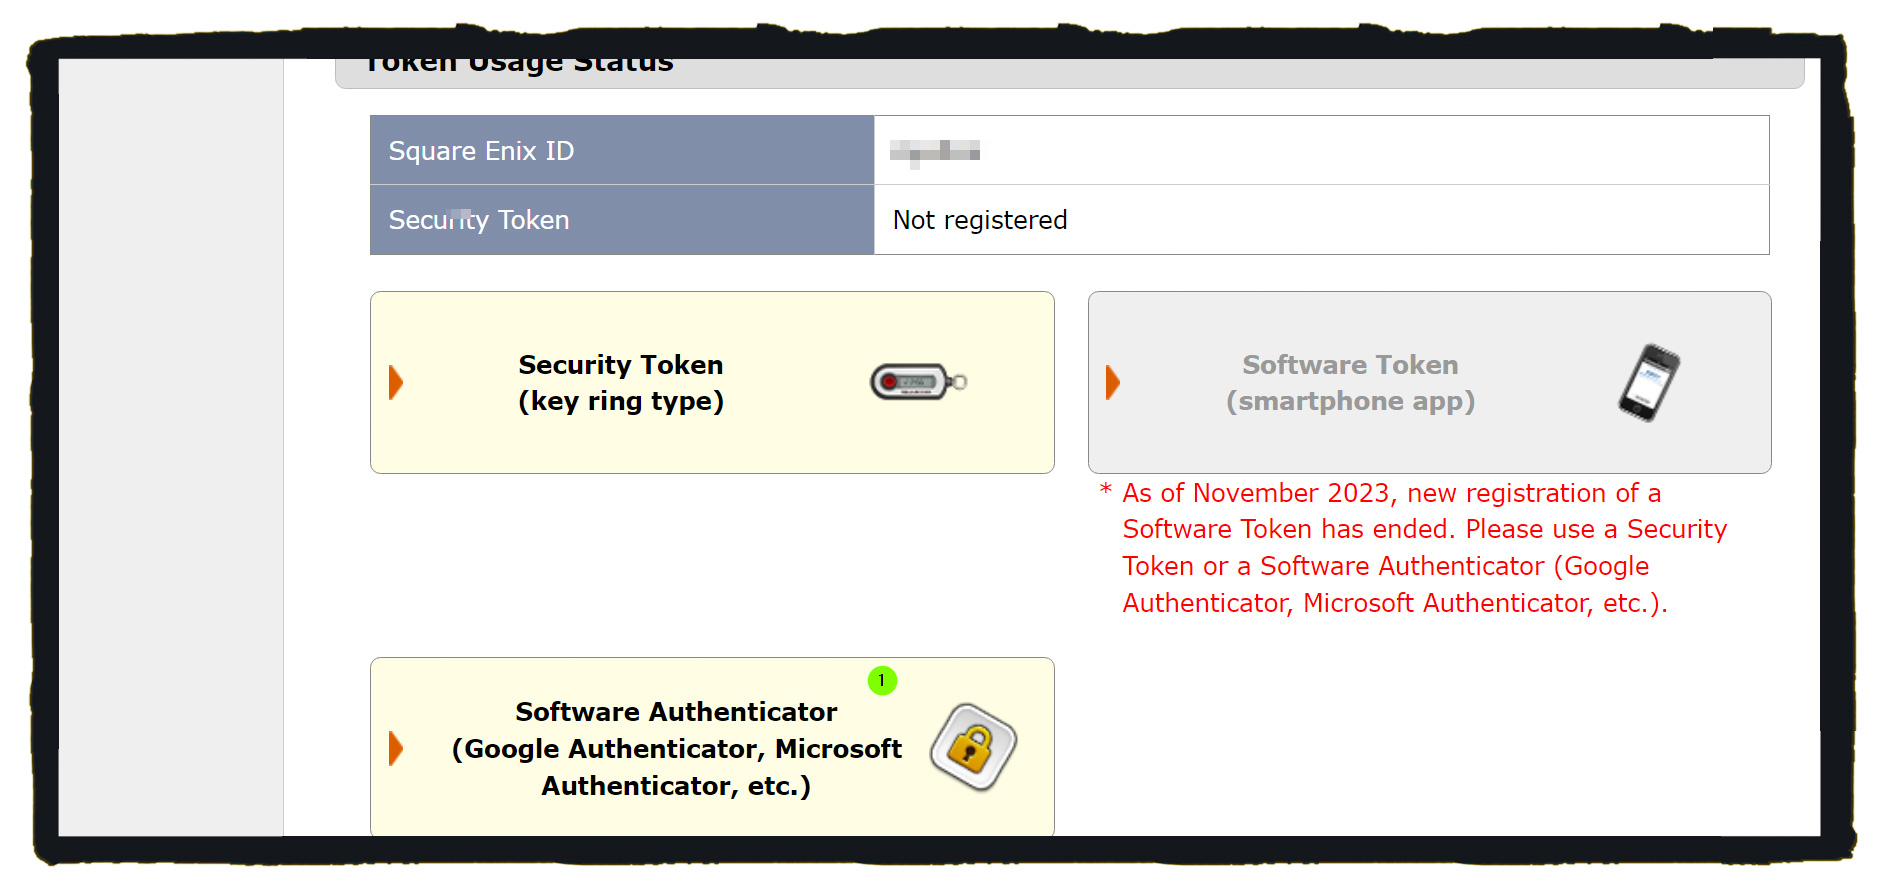 Token Usage Status
Square Enix ID
Security Token
Not registered
Security Token
(key ring type)
Software Token
(smartphone app)
* As of November 2023, new registration of a
Software Token has ended. Please use a Security
Token or a Software Authenticator (Google
Authenticator, Microsoft Authenticator, etc.).
1
Software Authenticator
(Google Authenticator, Microsoft
Authenticator, etc.)